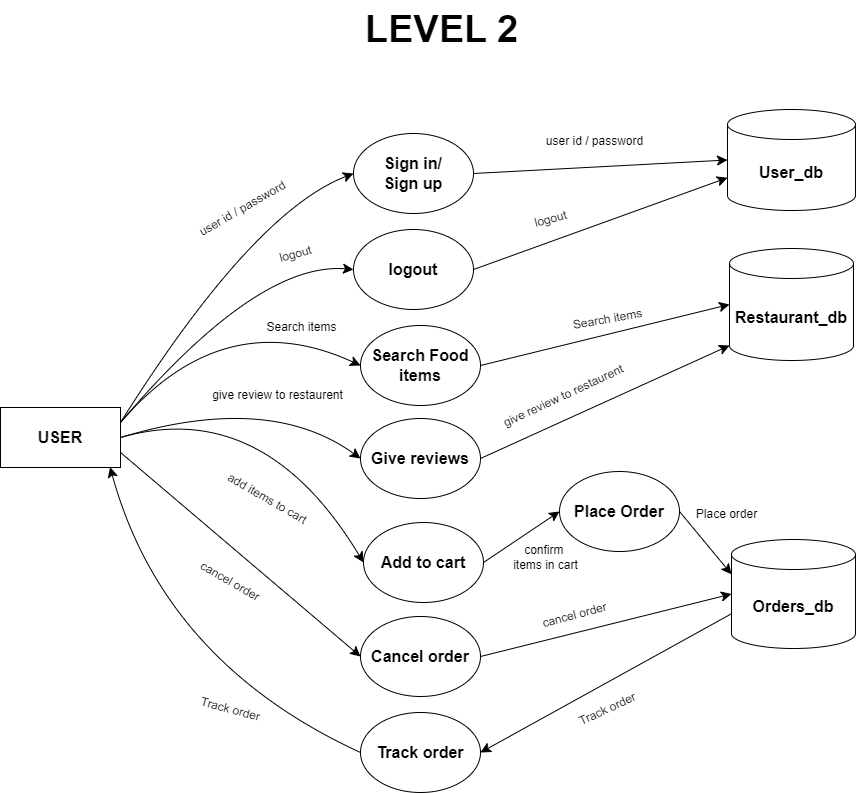 LEVEL 2
user id / password
Sign in/
Sign up
user id / password
User_db
logout
logout
logout
Search items
Search Food
items
Search items
Restaurant_db
give review to restaurent
Give reviews
give review to restaurent
USER
add items to cart
Add to cart
confirm
items in cart
Place Order
Place order
Orders_db
cancel order
Cancel order
cancel order
Track order
Track order
Track order